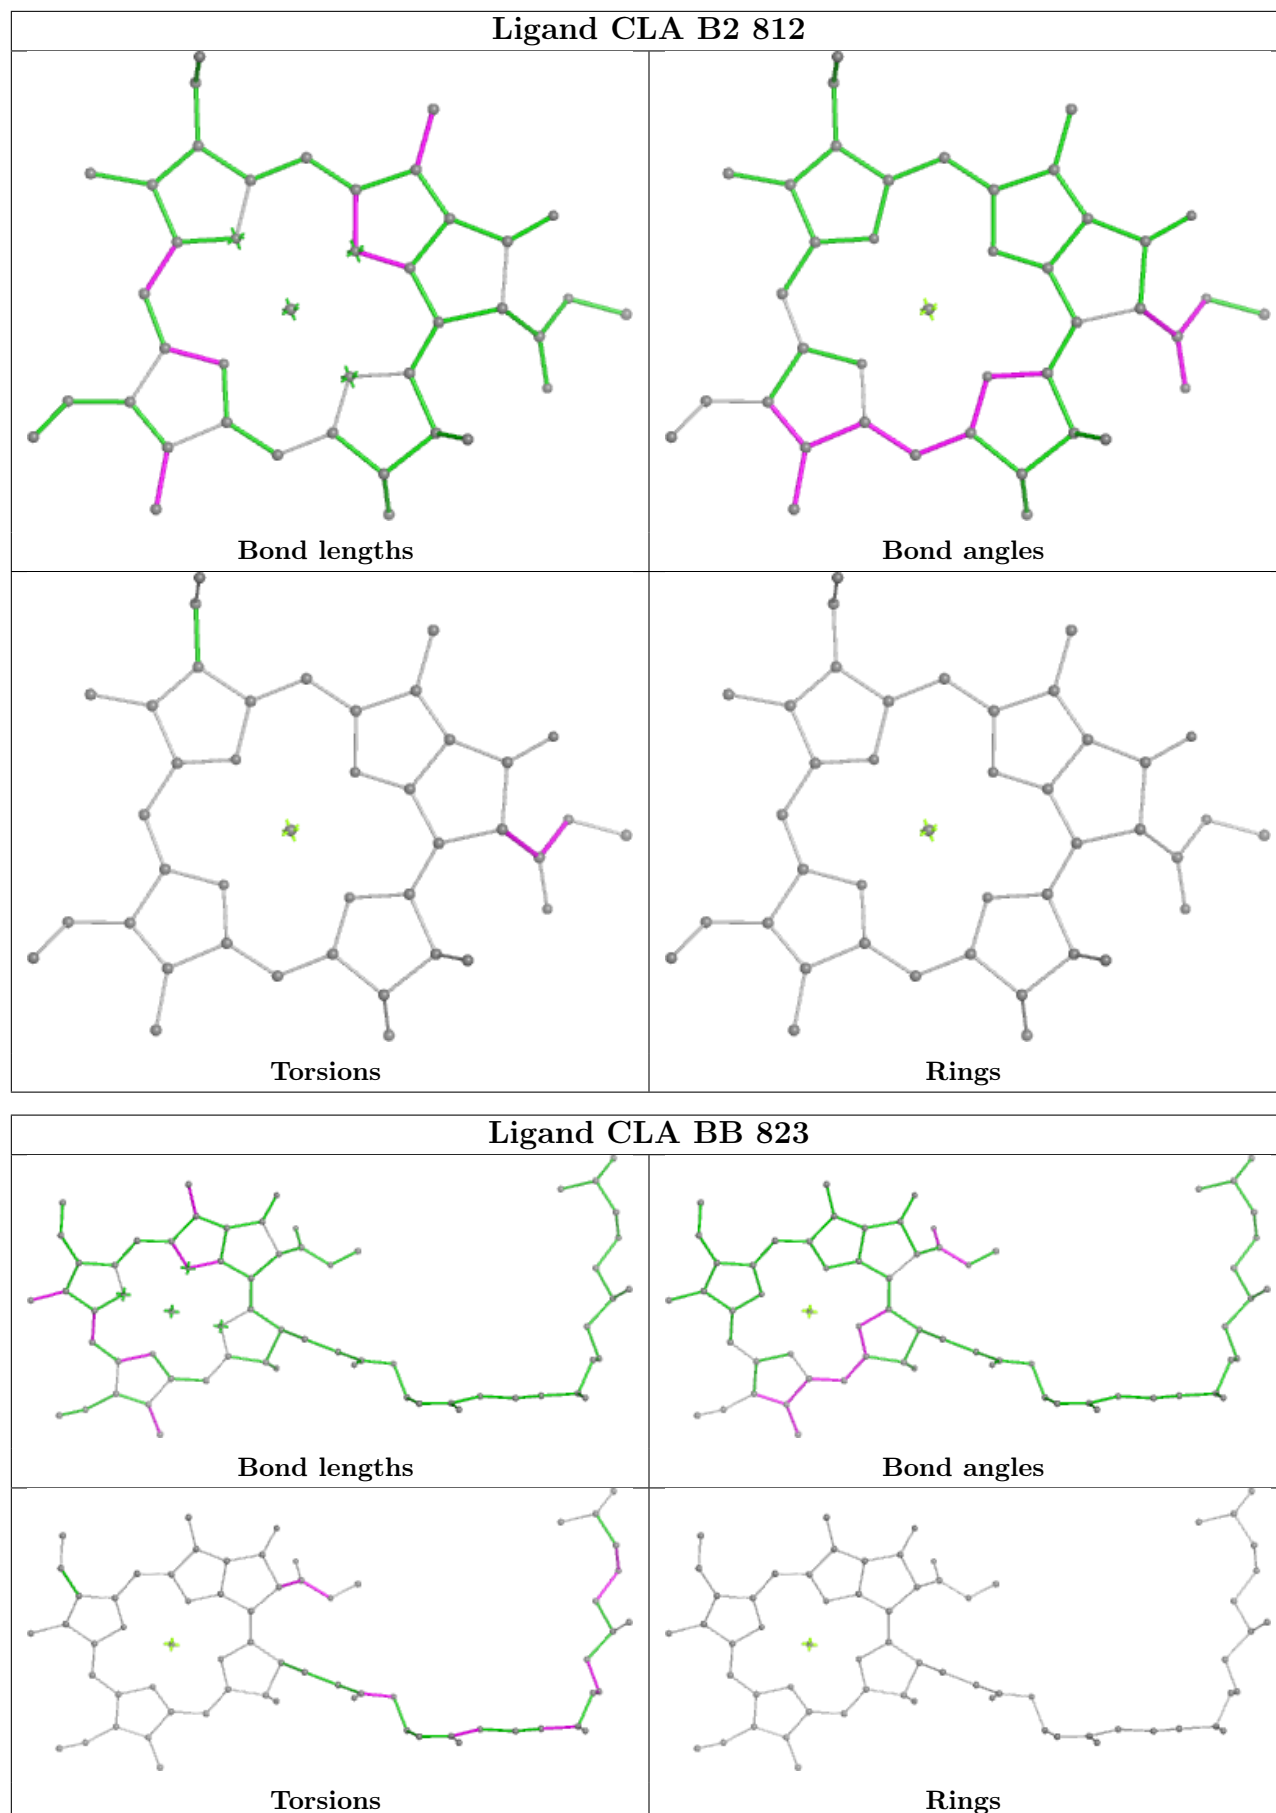 Ligand CLA B2 812
Bond lengths
Bond angles
Torsions
Rings
Ligand CLA BB 823
Bond lengths
Bond angles
Torsions
Rings